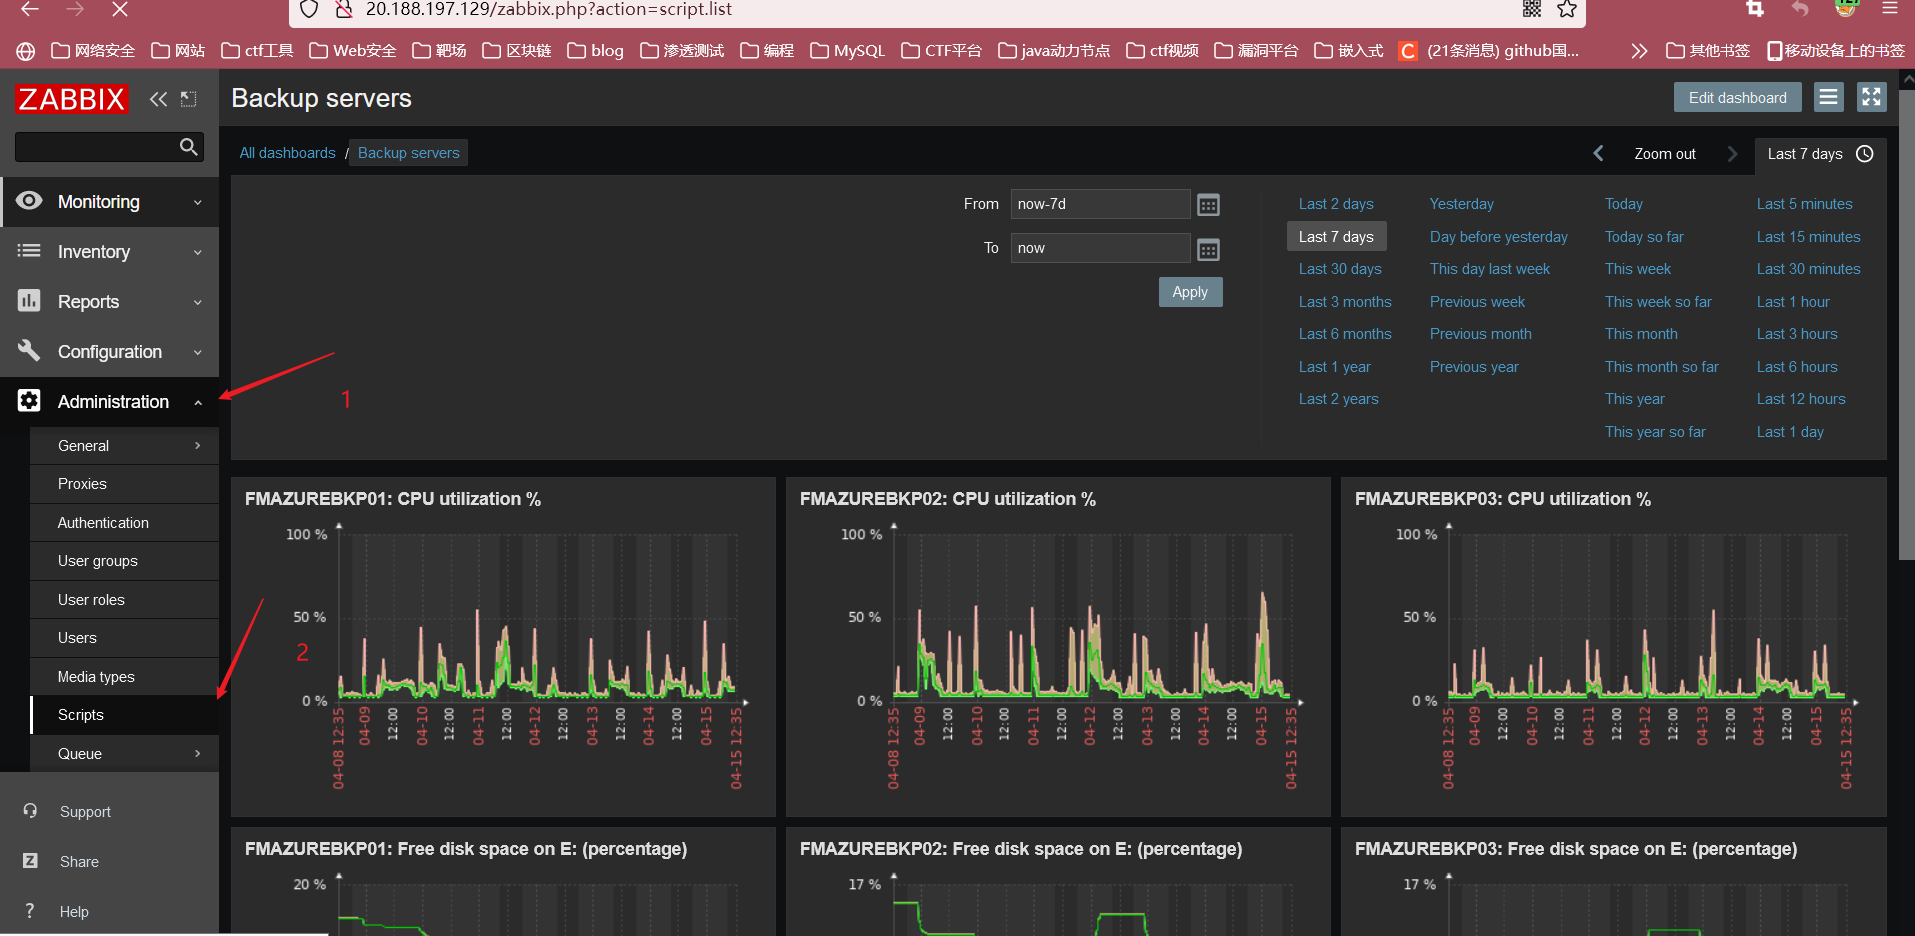 20.188.197.129/zabbix.php?action=script.list
网络安全 网站 ctf工具 Web安全 靶场 区块链 blog 渗透测试 编程 MySQL CTF平台 java动力节点 ctf视频 漏洞平台 嵌入式 C (21条消息) github国... 其他书签 移动设备上的书签
ZABBIX
Backup servers
Edit dashboard
All dashboards / Backup servers
Zoom out
Last 7 days
Monitoring
Inventory
Reports
Configuration
Administration
General
Proxies
Authentication
User groups
User roles
Users
Media types
Scripts
Queue
Support
Z Share
? Help
1
2
From now-7d
To now
Apply
Last 2 days Yesterday Today Last 5 minutes
Last 7 days Day before yesterday Today so far Last 15 minutes
Last 30 days This day last week This week Last 30 minutes
Last 3 months Previous week This week so far Last 1 hour
Last 6 months Previous month This month Last 3 hours
Last 1 year Previous year This month so far Last 6 hours
Last 2 years This year Last 12 hours
This year so far Last 1 day
FMAZUREBKP01: CPU utilization %
100 %
50 %
0 %
04-08 12:35 04-09 12:00 04-10 12:00 04-11 12:00 04-12 12:00 04-13 12:00 04-14 12:00 04-15 04-15 12:35
FMAZUREBKP02: CPU utilization %
100 %
50 %
0 %
04-08 12:35 04-09 12:00 04-10 12:00 04-11 12:00 04-12 12:00 04-13 12:00 04-14 12:00 04-15 04-15 12:35
FMAZUREBKP03: CPU utilization %
100 %
50 %
0 %
04-08 12:35 04-09 12:00 04-10 12:00 04-11 12:00 04-12 12:00 04-13 12:00 04-14 12:00 04-15 04-15 12:35
FMAZUREBKP01: Free disk space on E: (percentage)
20 %
FMAZUREBKP02: Free disk space on E: (percentage)
17 %
FMAZUREBKP03: Free disk space on E: (percentage)
17 %